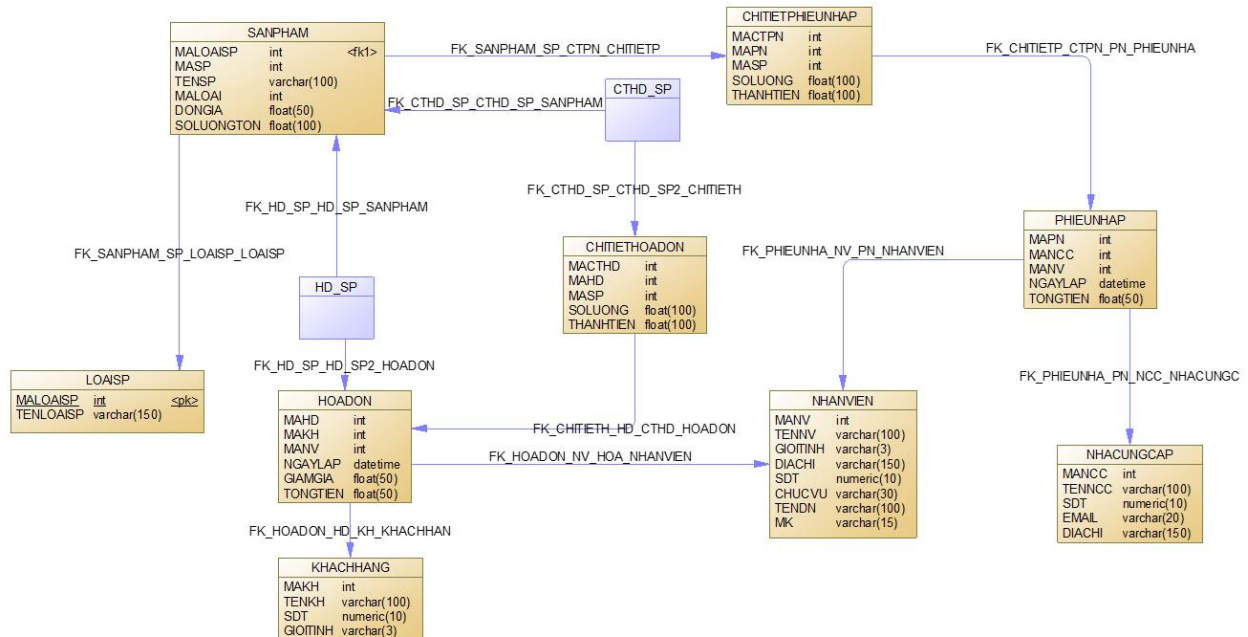 SANPHAM
MALOAISP int <fk1>
MASP int
TENSP varchar(100)
MALOAI int
DONGIA float(50)
SOLUONGTON float(100)
FK_SANPHAM_SP_CTPN_CHITIETP
CHITIETPHIEUNHAP
MACTPN int
MAPN int
MASP int
SOLUONG float(100)
THANHTIEN float(100)
FK_CHITIETP_CTPN_PN_PHIEUNHA
CTHD_SP
FK_CTHD_SP_CTHD_SP_SANPHAM
FK_CTHD_SP_CTHD_SP2_CHITIETH
FK_HD_SP_HD_SP_SANPHAM
FK_SANPHAM_SP_LOAISP_LOAISP
CHITIETHOADON
MACTHD int
MAHD int
MASP int
SOLUONG float(100)
THANHTIEN float(100)
FK_PHIEUNHA_NV_PN_NHANVIEN
PHIEUNHAP
MAPN int
MANCC int
MANV int
NGAYLAP datetime
TONGTIEN float(50)
HD_SP
FK_HD_SP_HD_SP2_HOADON
LOAISP
MALOAISP int <pk>
TENLOAISP varchar(150)
HOADON
MAHD int
MAKH int
MANV int
NGAYLAP datetime
GIAMGIA float(50)
TONGTIEN float(50)
FK_CHITIETH_HD_CTHD_HOADON
FK_HOADON_NV_HOA_NHANVIEN
NHANVIEN
MANV int
TENNV varchar(100)
GIOITINH varchar(3)
DIACHI varchar(150)
SDT numeric(10)
CHUCVU varchar(30)
TENDN varchar(100)
MK varchar(15)
FK_PHIEUNHA_PN_NCC_NHACUNGC
NHACUNGCAP
MANCC int
TENNCC varchar(100)
SDT numeric(10)
EMAIL varchar(20)
DIACHI varchar(150)
FK_HOADON_HD_KH_KHACHHAN
KHACHHANG
MAKH int
TENKH varchar(100)
SDT numeric(10)
GIOITINH varchar(3)